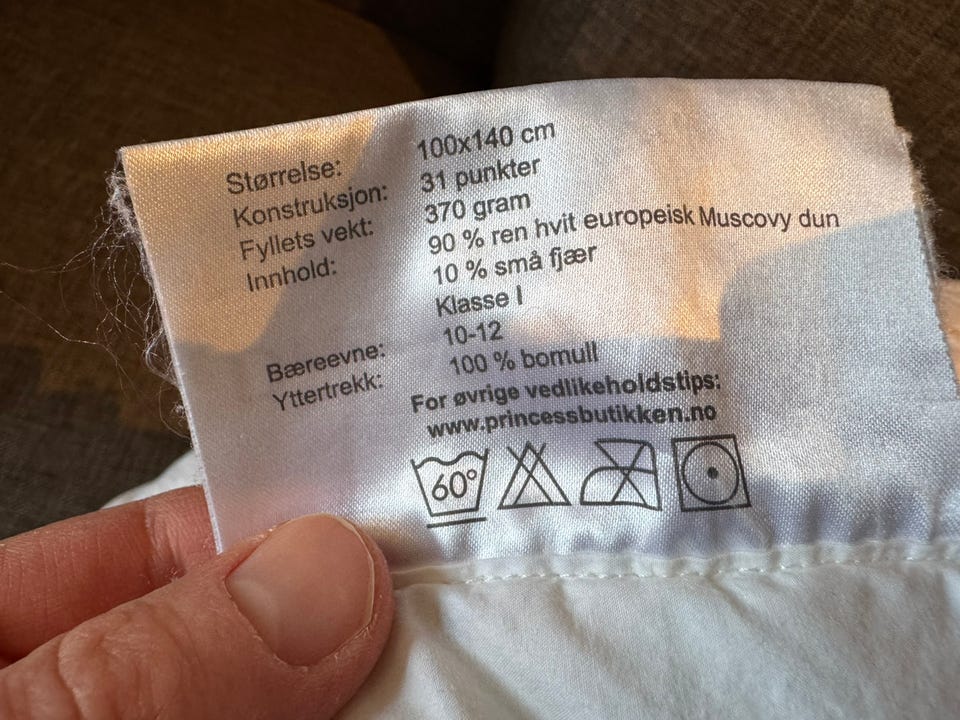 Størrelse: 100x140 cm
Konstruksjon: 31 punkter
Fyllets vekt: 370 gram
Innhold: 90 % ren hvit europeisk Muscovy dun
10 % små fjær
Klasse I
Bæreevne: 10-12
Yttertrekk: 100 % bomull
For øvrige vedlikeholdstips:
www.princessbutikken.no
60°